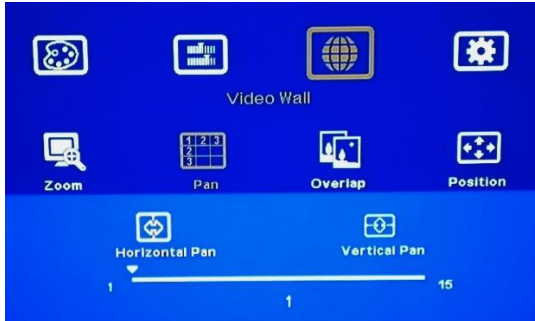 Video Wall
1 2 3
2
3
Zoom
Pan
Overlap
Position
Horizontal Pan
Vertical Pan
1
15
1